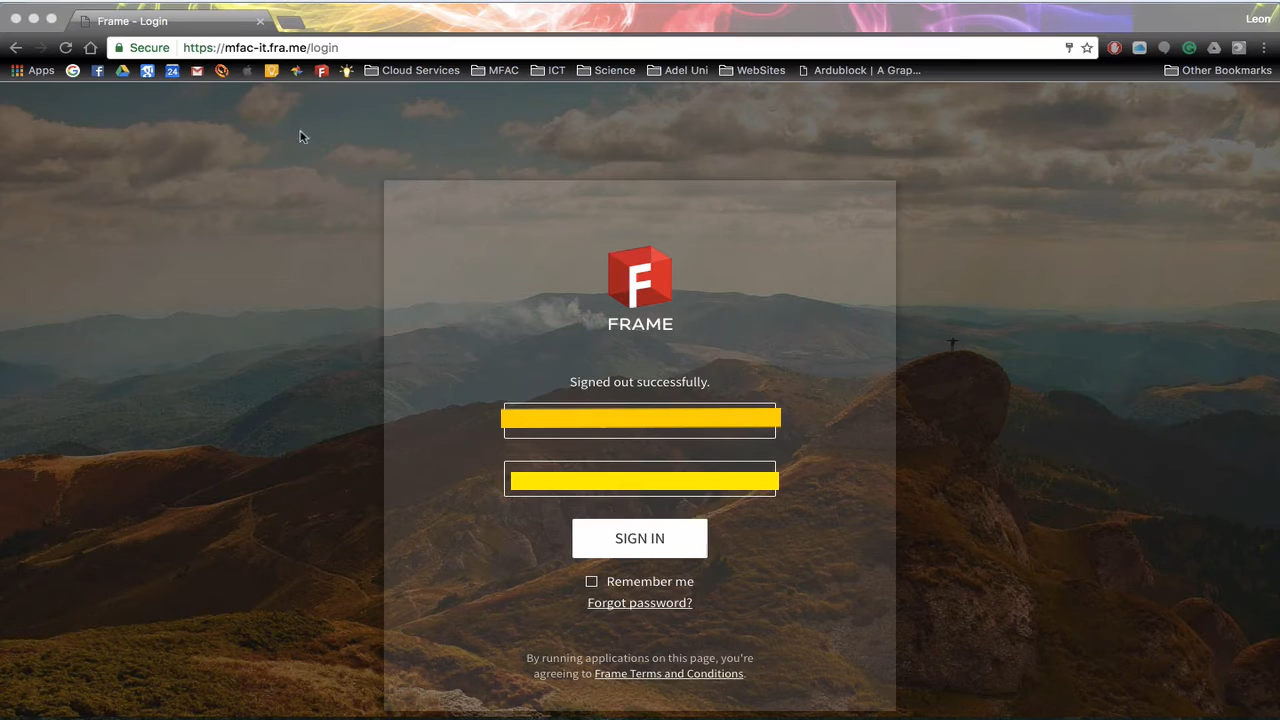 Frame - Login
Leon
Secure https://mfac-it.fra.me/login
Apps 24 Cloud Services MFAC ICT Science Adel Uni WebSites Ardublock | A Grap... Other Bookmarks
F
FRAME
Signed out successfully.
SIGN IN
Remember me
Forgot password?
By running applications on this page, you're
agreeing to Frame Terms and Conditions.